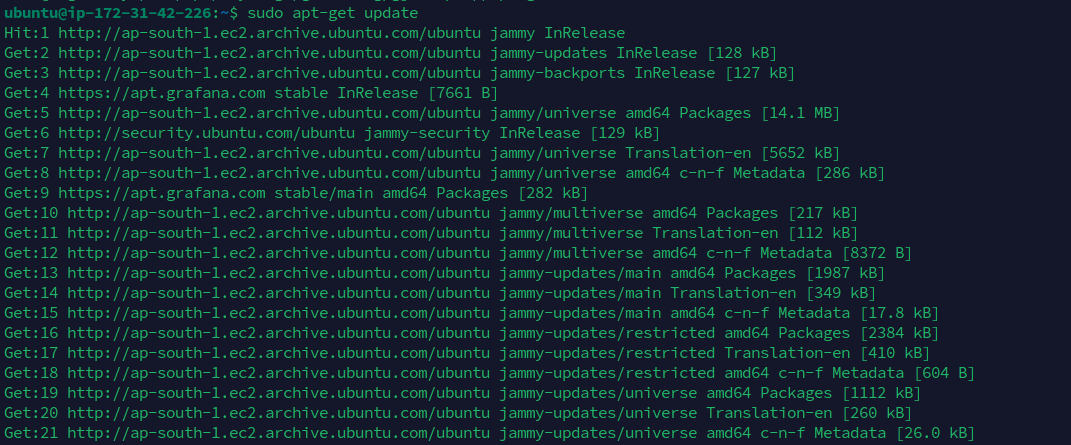 ubuntu@ip-172-31-42-226:~$ sudo apt-get update
Hit:1 http://ap-south-1.ec2.archive.ubuntu.com/ubuntu jammy InRelease
Get:2 http://ap-south-1.ec2.archive.ubuntu.com/ubuntu jammy-updates InRelease [128 kB]
Get:3 http://ap-south-1.ec2.archive.ubuntu.com/ubuntu jammy-backports InRelease [127 kB]
Get:4 https://apt.grafana.com stable InRelease [7661 B]
Get:5 http://ap-south-1.ec2.archive.ubuntu.com/ubuntu jammy/universe amd64 Packages [14.1 MB]
Get:6 http://security.ubuntu.com/ubuntu jammy-security InRelease [129 kB]
Get:7 http://ap-south-1.ec2.archive.ubuntu.com/ubuntu jammy/universe Translation-en [5652 kB]
Get:8 http://ap-south-1.ec2.archive.ubuntu.com/ubuntu jammy/universe amd64 c-n-f Metadata [286 kB]
Get:9 https://apt.grafana.com stable/main amd64 Packages [282 kB]
Get:10 http://ap-south-1.ec2.archive.ubuntu.com/ubuntu jammy/multiverse amd64 Packages [217 kB]
Get:11 http://ap-south-1.ec2.archive.ubuntu.com/ubuntu jammy/multiverse Translation-en [112 kB]
Get:12 http://ap-south-1.ec2.archive.ubuntu.com/ubuntu jammy/multiverse amd64 c-n-f Metadata [8372 B]
Get:13 http://ap-south-1.ec2.archive.ubuntu.com/ubuntu jammy-updates/main amd64 Packages [1987 kB]
Get:14 http://ap-south-1.ec2.archive.ubuntu.com/ubuntu jammy-updates/main Translation-en [349 kB]
Get:15 http://ap-south-1.ec2.archive.ubuntu.com/ubuntu jammy-updates/main amd64 c-n-f Metadata [17.8 kB]
Get:16 http://ap-south-1.ec2.archive.ubuntu.com/ubuntu jammy-updates/restricted amd64 Packages [2384 kB]
Get:17 http://ap-south-1.ec2.archive.ubuntu.com/ubuntu jammy-updates/restricted Translation-en [410 kB]
Get:18 http://ap-south-1.ec2.archive.ubuntu.com/ubuntu jammy-updates/restricted amd64 c-n-f Metadata [604 B]
Get:19 http://ap-south-1.ec2.archive.ubuntu.com/ubuntu jammy-updates/universe amd64 Packages [1112 kB]
Get:20 http://ap-south-1.ec2.archive.ubuntu.com/ubuntu jammy-updates/universe Translation-en [260 kB]
Get:21 http://ap-south-1.ec2.archive.ubuntu.com/ubuntu jammy-updates/universe amd64 c-n-f Metadata [26.0 kB]